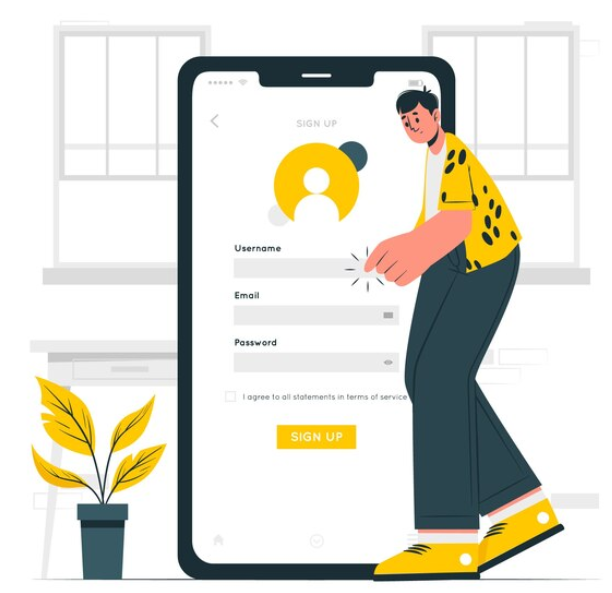 SIGN UP
Username
Email
Password
I agree to all statements in terms of service
SIGN UP